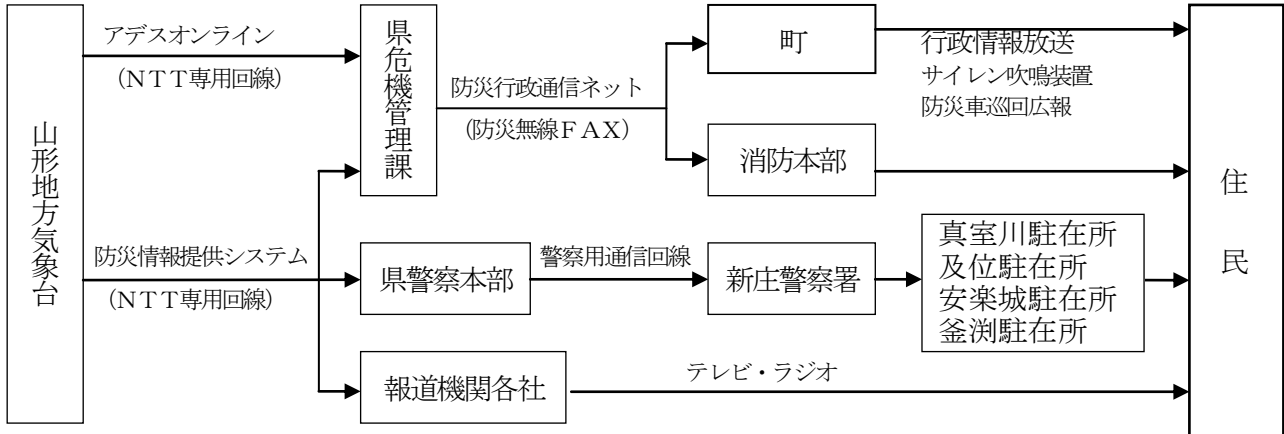 山形地方気象台
アデスオンライン
（ＮＴＴ専用回線）
防災情報提供システム
（ＮＴＴ専用回線）
県危機管理課
防災行政通信ネット
（防災無線ＦＡＸ）
町
行政情報放送
サイレン吹鳴装置
防災車巡回広報
消防本部
県警察本部
警察用通信回線
新庄警察署
真室川駐在所
及位駐在所
安楽城駐在所
釜渕駐在所
報道機関各社
テレビ・ラジオ
住民